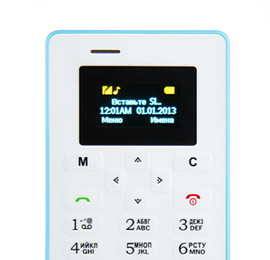 Вставьте SL...
12:01AM 01.01.2013
Меню Имена
M C
1 @ 2 АБВГ ABC 3 ДЕЖЗ DEF
4 ИЙКЛ GHI 5 МНОП JKL 6 РСТУ MNO